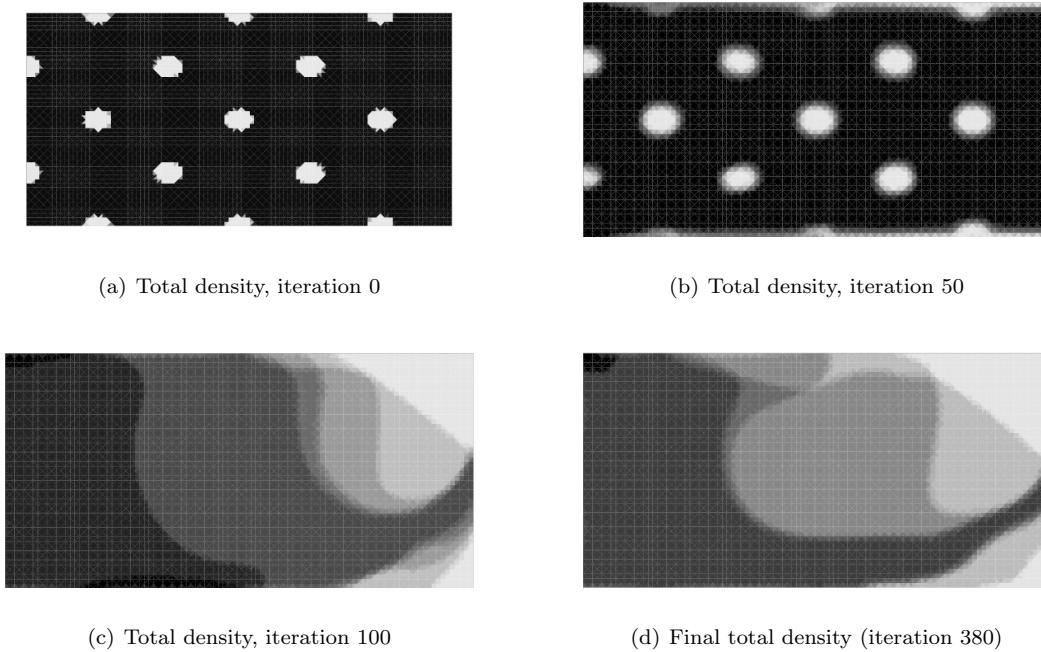 (a) Total density, iteration 0
(b) Total density, iteration 50
(c) Total density, iteration 100
(d) Final total density (iteration 380)